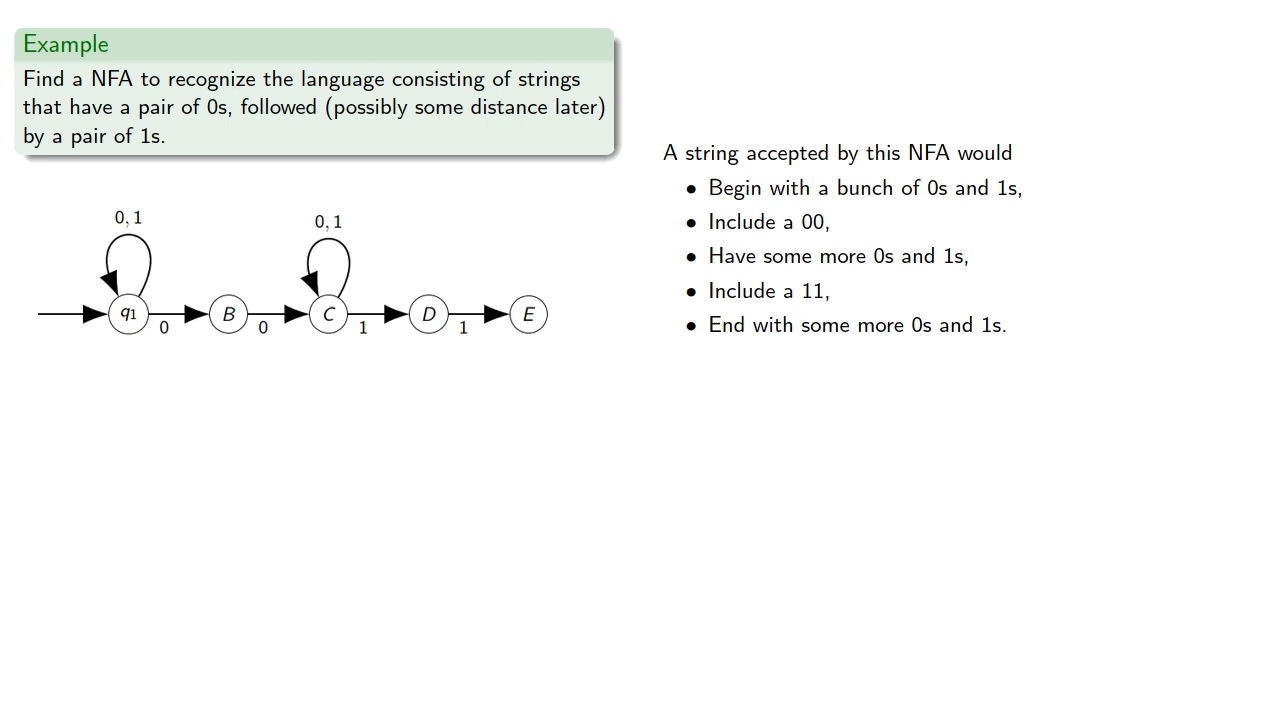 Example
Find a NFA to recognize the language consisting of strings
that have a pair of 0s, followed (possibly some distance later)
by a pair of 1s.
A string accepted by this NFA would
• Begin with a bunch of 0s and 1s,
• Include a 00,
• Have some more 0s and 1s,
• Include a 11,
• End with some more 0s and 1s.
0, 1 0, 1
q1 B C D E
0 0 1 1